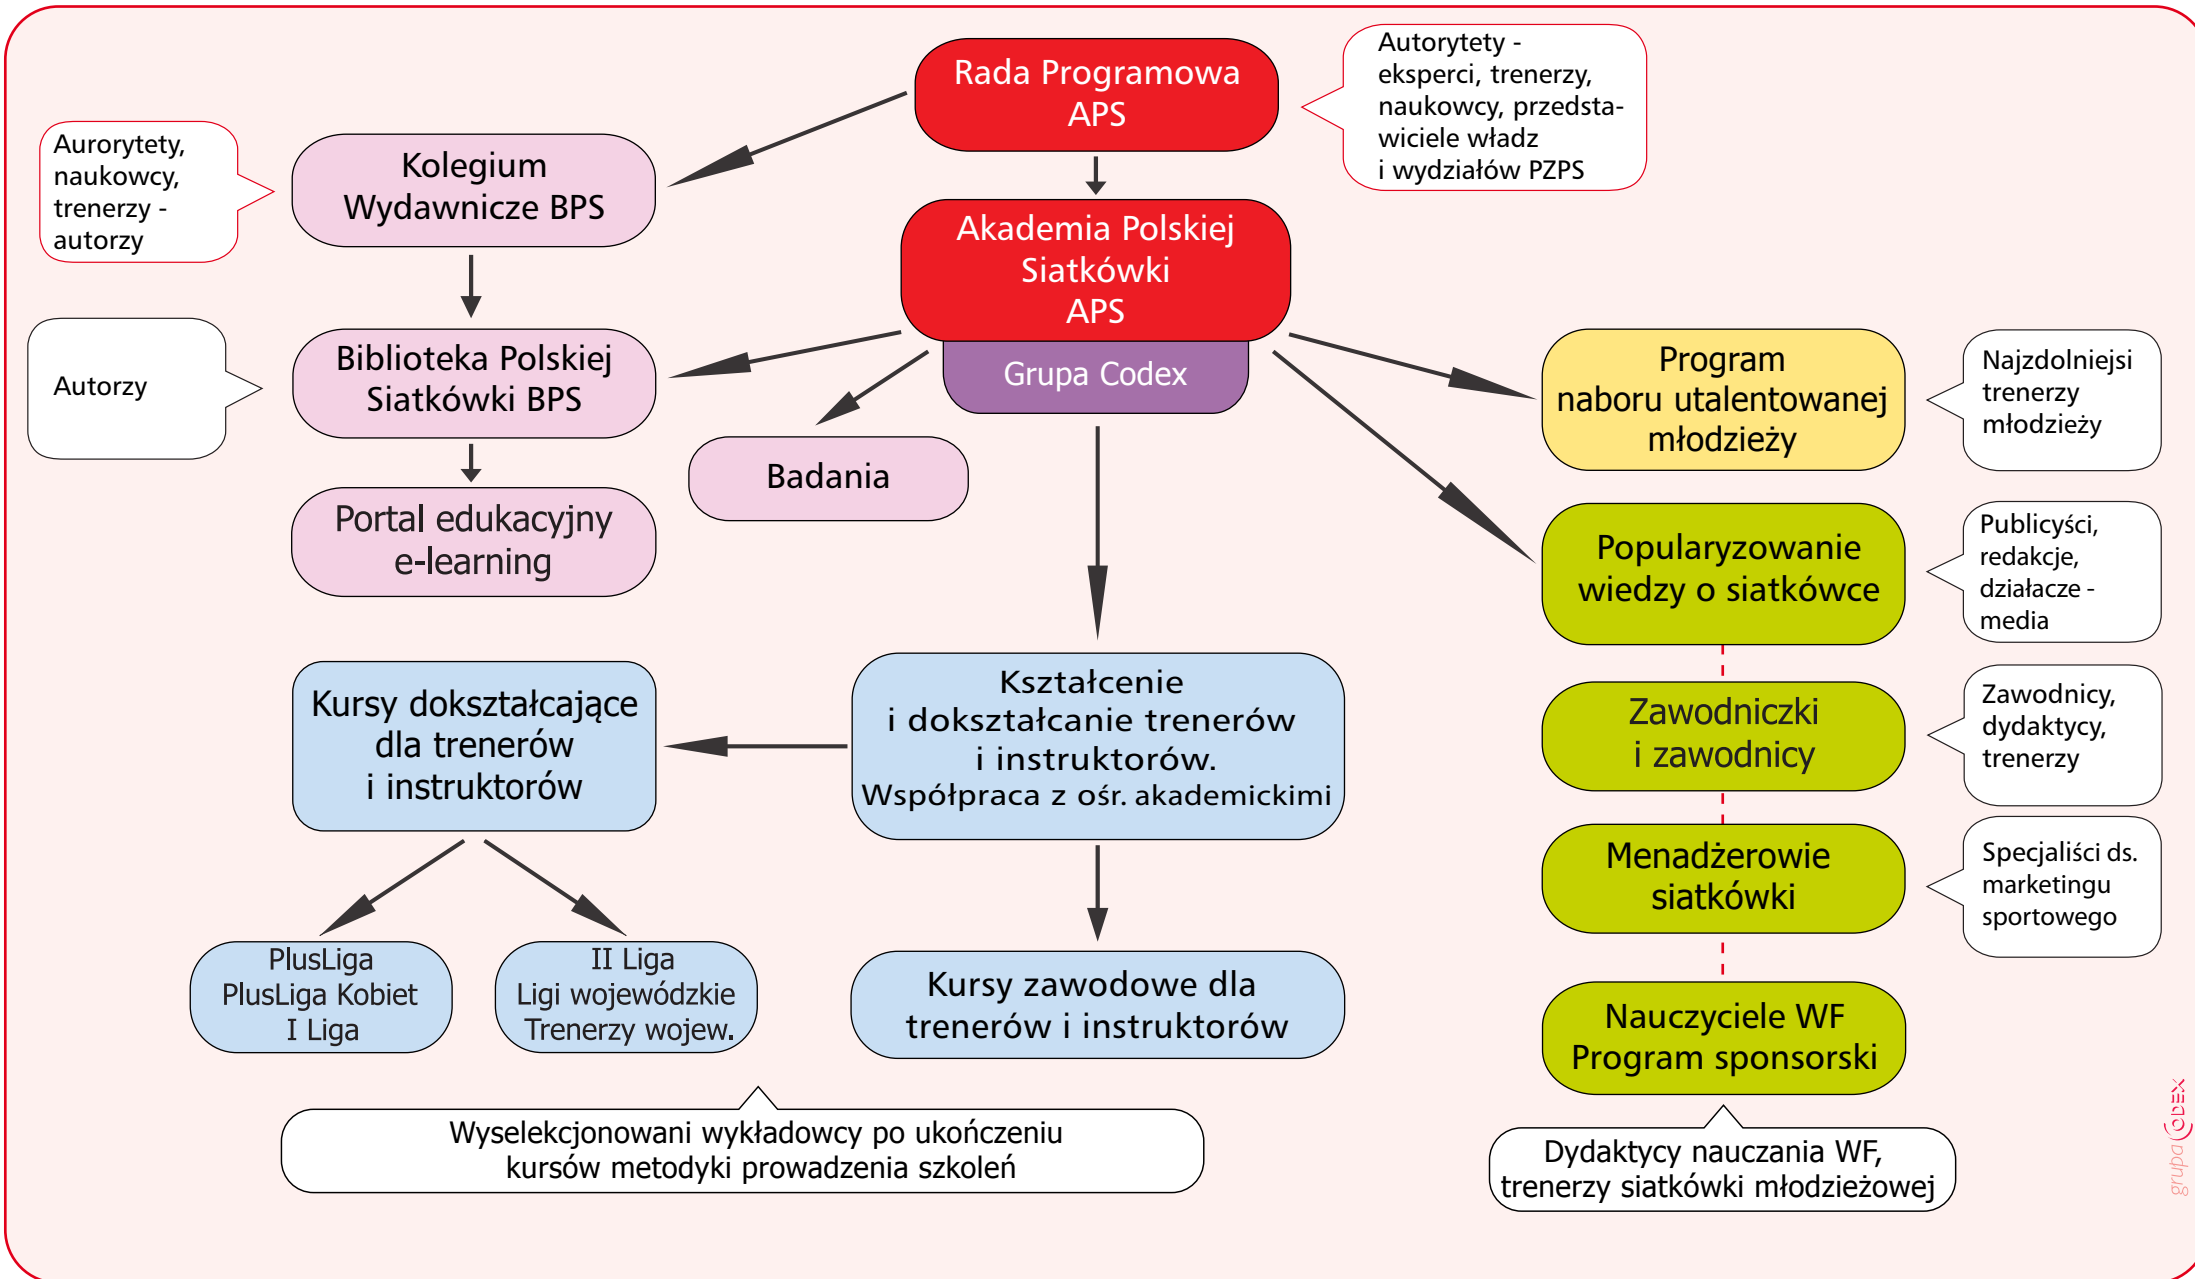 Rada Programowa
APS
Autorytety -
eksperci, trenerzy,
naukowcy, przedsta-
wiciele władz
i wydziałów PZPS
Aurorytety,
naukowcy,
trenerzy -
autorzy
Kolegium
Wydawnicze BPS
Akademia Polskiej
Siatkówki
APS
Grupa Codex
Autorzy
Biblioteka Polskiej
Siatkówki BPS
Program
naboru utalentowanej
młodzieży
Najzdolniejsi
trenerzy
młodzieży
Badania
Portal edukacyjny
e-learning
Popularyzowanie
wiedzy o siatkówce
Publicyści,
redakcje,
działacze -
media
Kursy dokształcające
dla trenerów
i instruktorów
Kształcenie
i dokształcanie trenerów
i instruktorów.
Współpraca z ośr. akademickimi
Zawodniczki
i zawodnicy
Zawodnicy,
dydaktycy,
trenerzy
Menadżerowie
siatkówki
Specjaliści ds.
marketingu
sportowego
PlusLiga
PlusLiga Kobiet
I Liga
II Liga
Ligi wojewódzkie
Trenerzy wojew.
Kursy zawodowe dla
trenerów i instruktorów
Nauczyciele WF
Program sponsorski
Wyselekcjonowani wykładowcy po ukończeniu
kursów metodyki prowadzenia szkoleń
Dydaktycy nauczania WF,
trenerzy siatkówki młodzieżowej
grupa CODEX